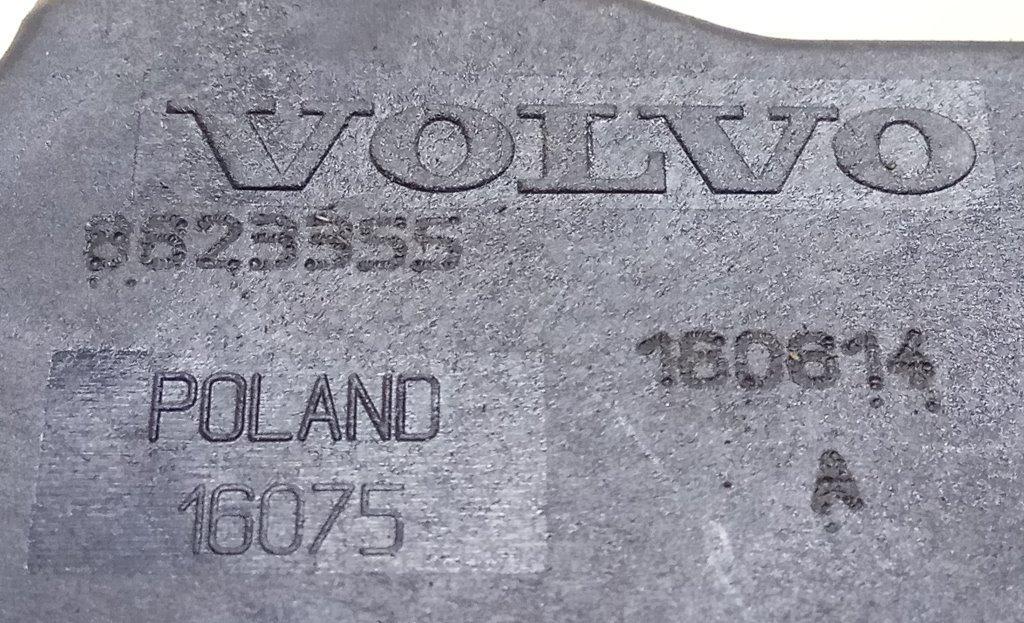 VOLVO
8623355
160614
POLAND
A
16075